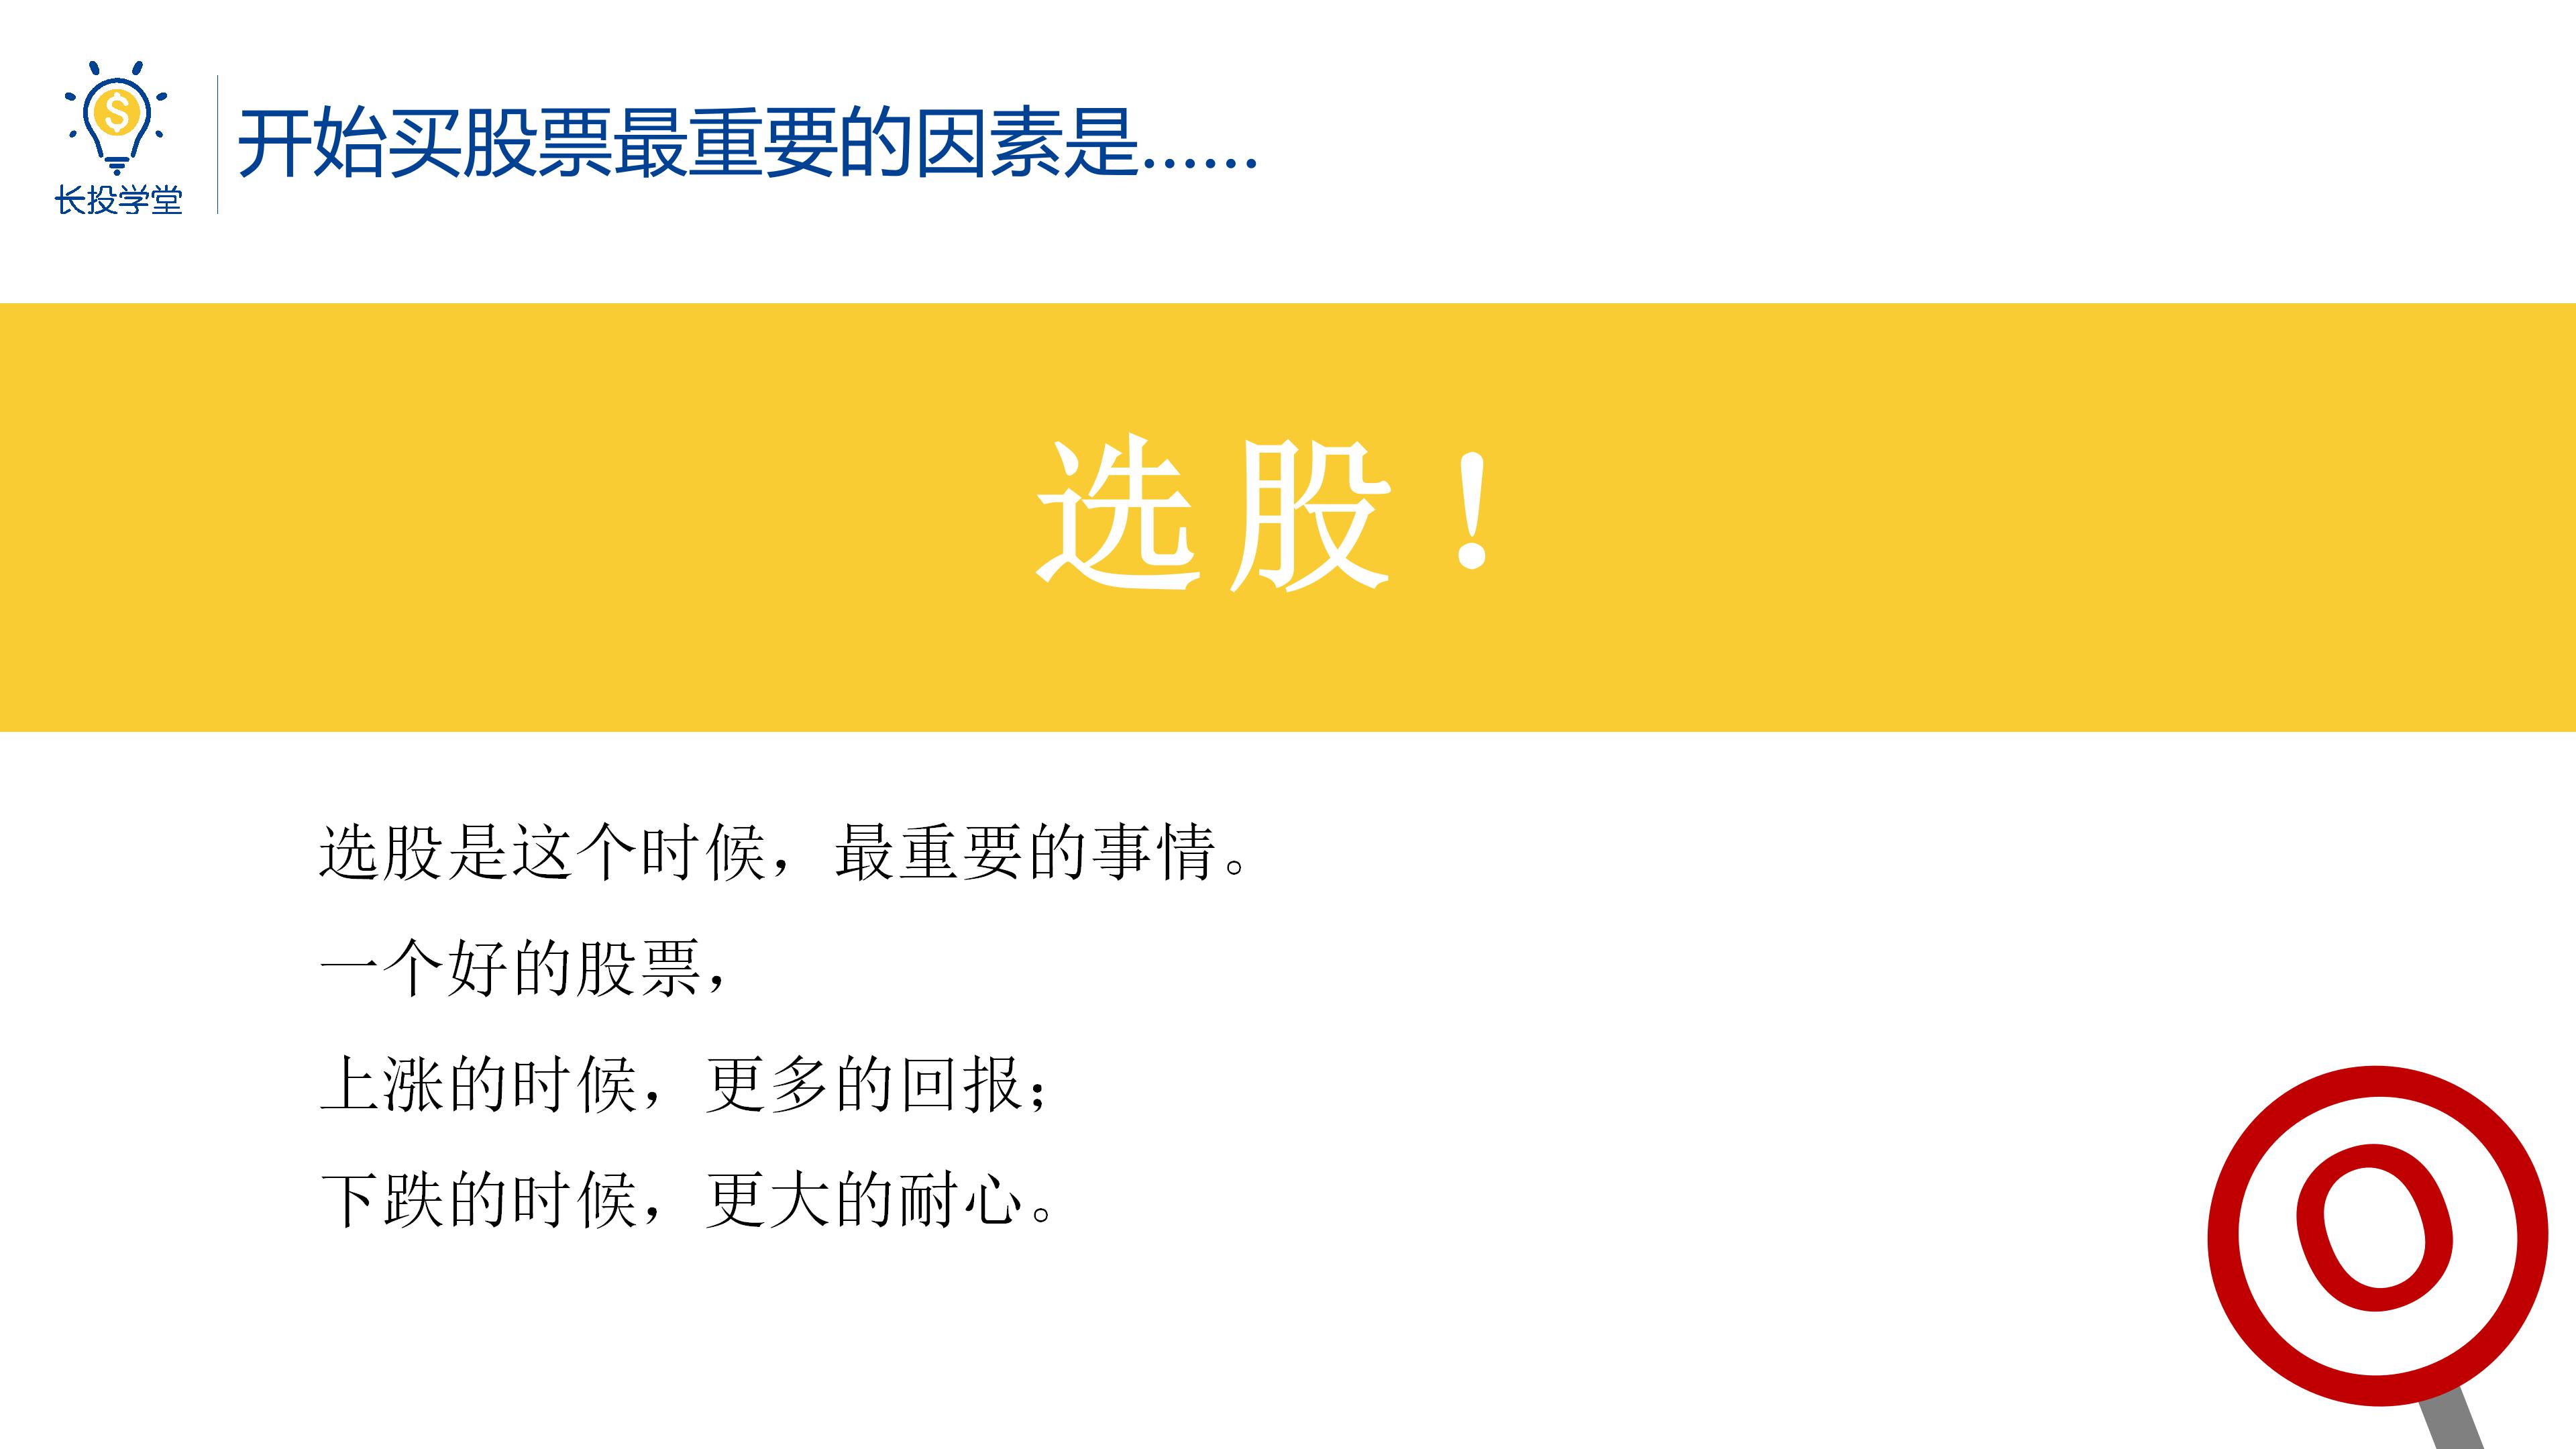 长投学堂
开始买股票最重要的因素是……
选股！
选股是这个时候，最重要的事情。
一个好的股票，
上涨的时候，更多的回报；
下跌的时候，更大的耐心。
O